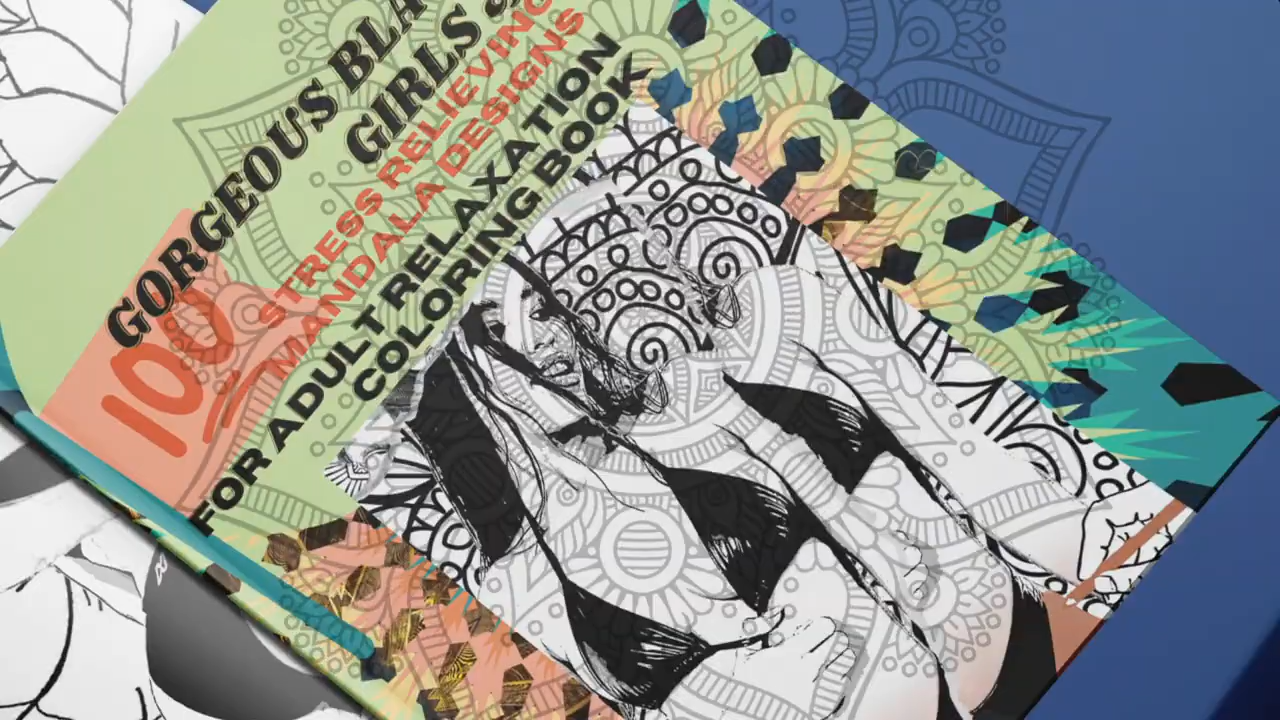 GORGEOUS BLA
GIRLS &
100
STRESS RELIEVING
MANDALA DESIGNS
FOR ADULT RELAXATION
COLORING BOOK